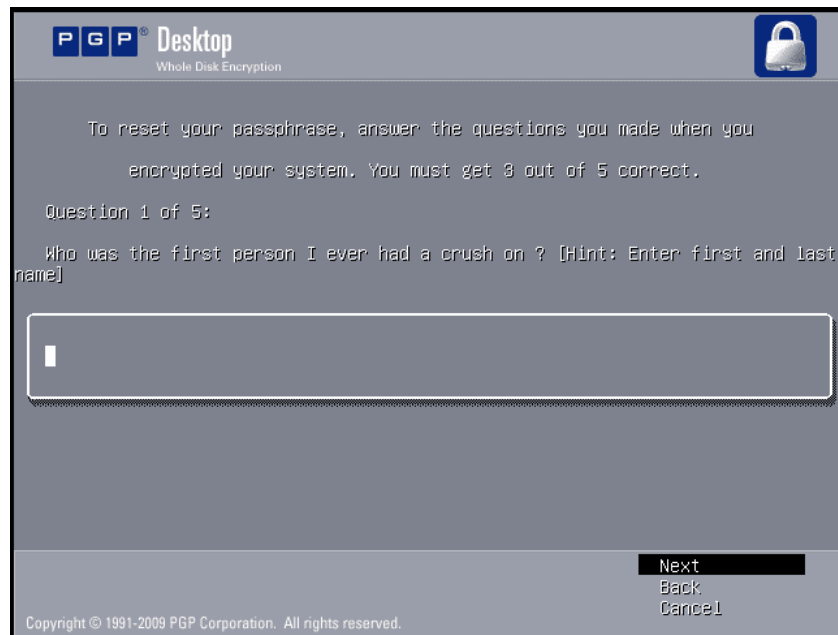 PGP® Desktop
Whole Disk Encryption
To reset your passphrase, answer the questions you made when you
encrypted your system. You must get 3 out of 5 correct.
Question 1 of 5:
Who was the first person I ever had a crush on ? [Hint: Enter first and last
name]
Next
Back
Cancel
Copyright © 1991-2009 PGP Corporation. All rights reserved.